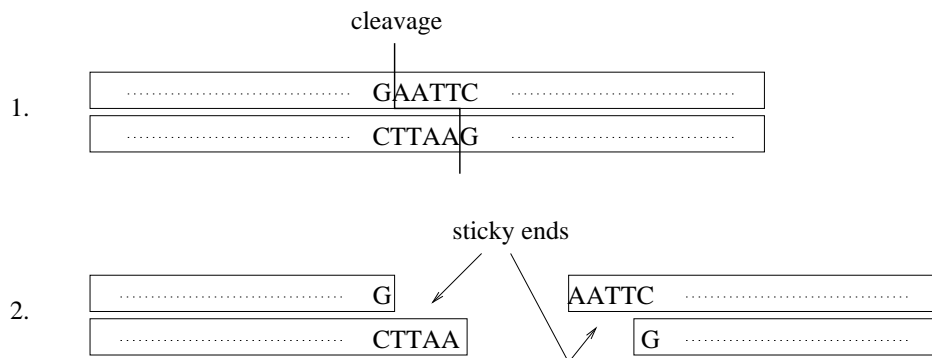 cleavage
1. GAATTC
CTTAAG
sticky ends
2. G AATTC
CTTAA G